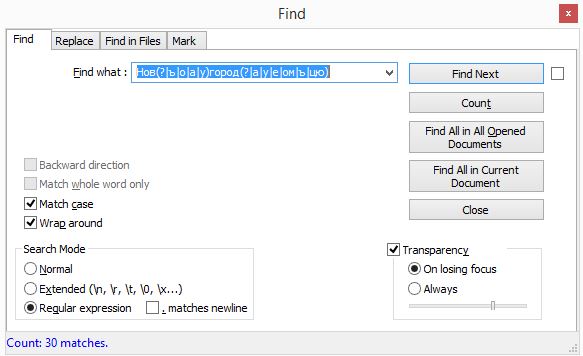 Find
x
Find Replace Find in Files Mark
Find what : Нов(?|ъ|о|а|у)город(?|а|у|е|ом|ъ|цю) Find Next
Count
Find All in All Opened
Documents
Find All in Current
Document
Close
Backward direction
Match whole word only
Match case
Wrap around
Search Mode
Normal
Extended (\n, \r, \t, \0, \x...)
Regular expression . matches newline
Transparency
On losing focus
Always
Count: 30 matches.